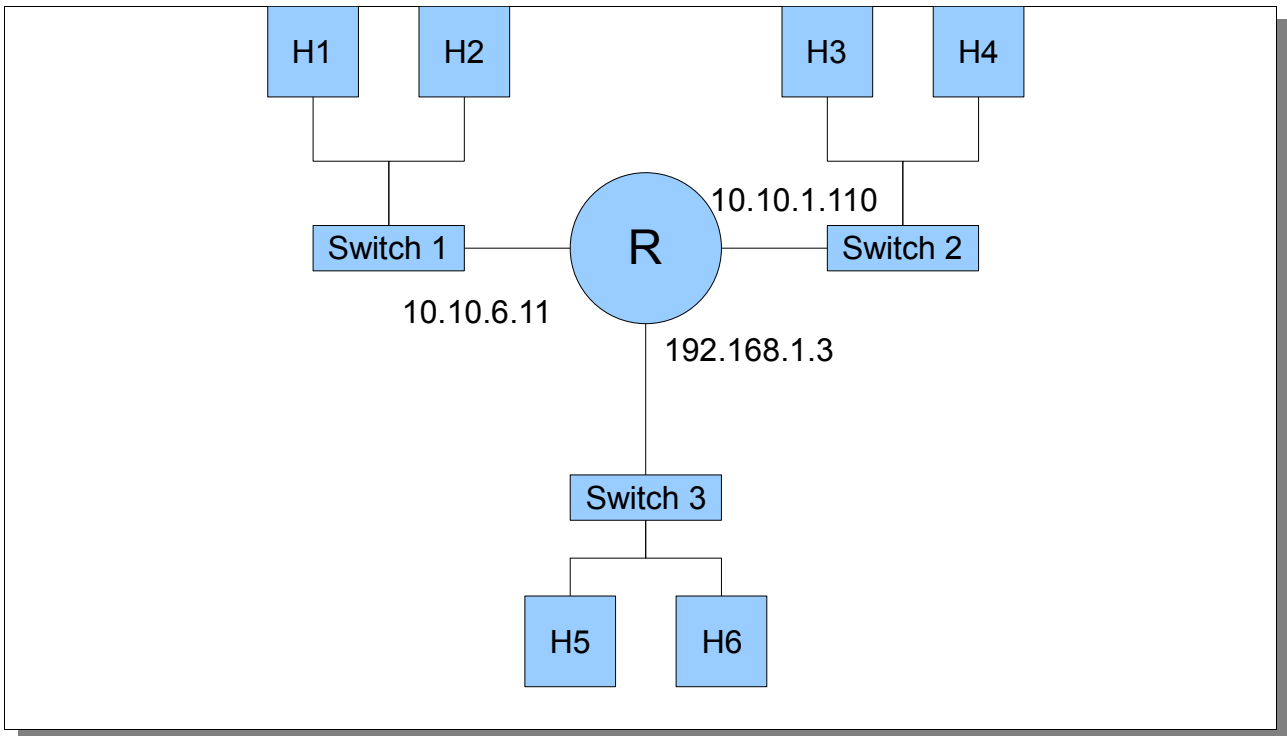 H1
H2
H3
H4
10.10.1.110
Switch 1
R
Switch 2
10.10.6.11
192.168.1.3
Switch 3
H5
H6